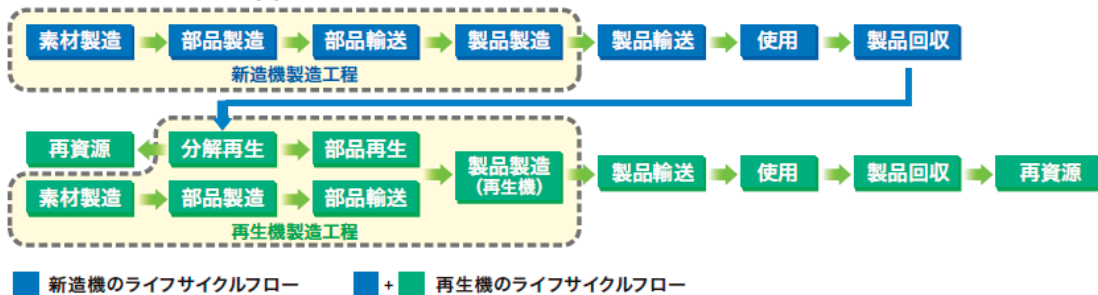 素材製造 部品製造 部品輸送 製品製造 製品輸送 使用 製品回収
新造機製造工程
再資源 分解再生 部品再生
製品製造
(再生機)
製品輸送 使用 製品回収 再資源
素材製造 部品製造 部品輸送
再生機製造工程
新造機のライフサイクルフロー + 再生機のライフサイクルフロー